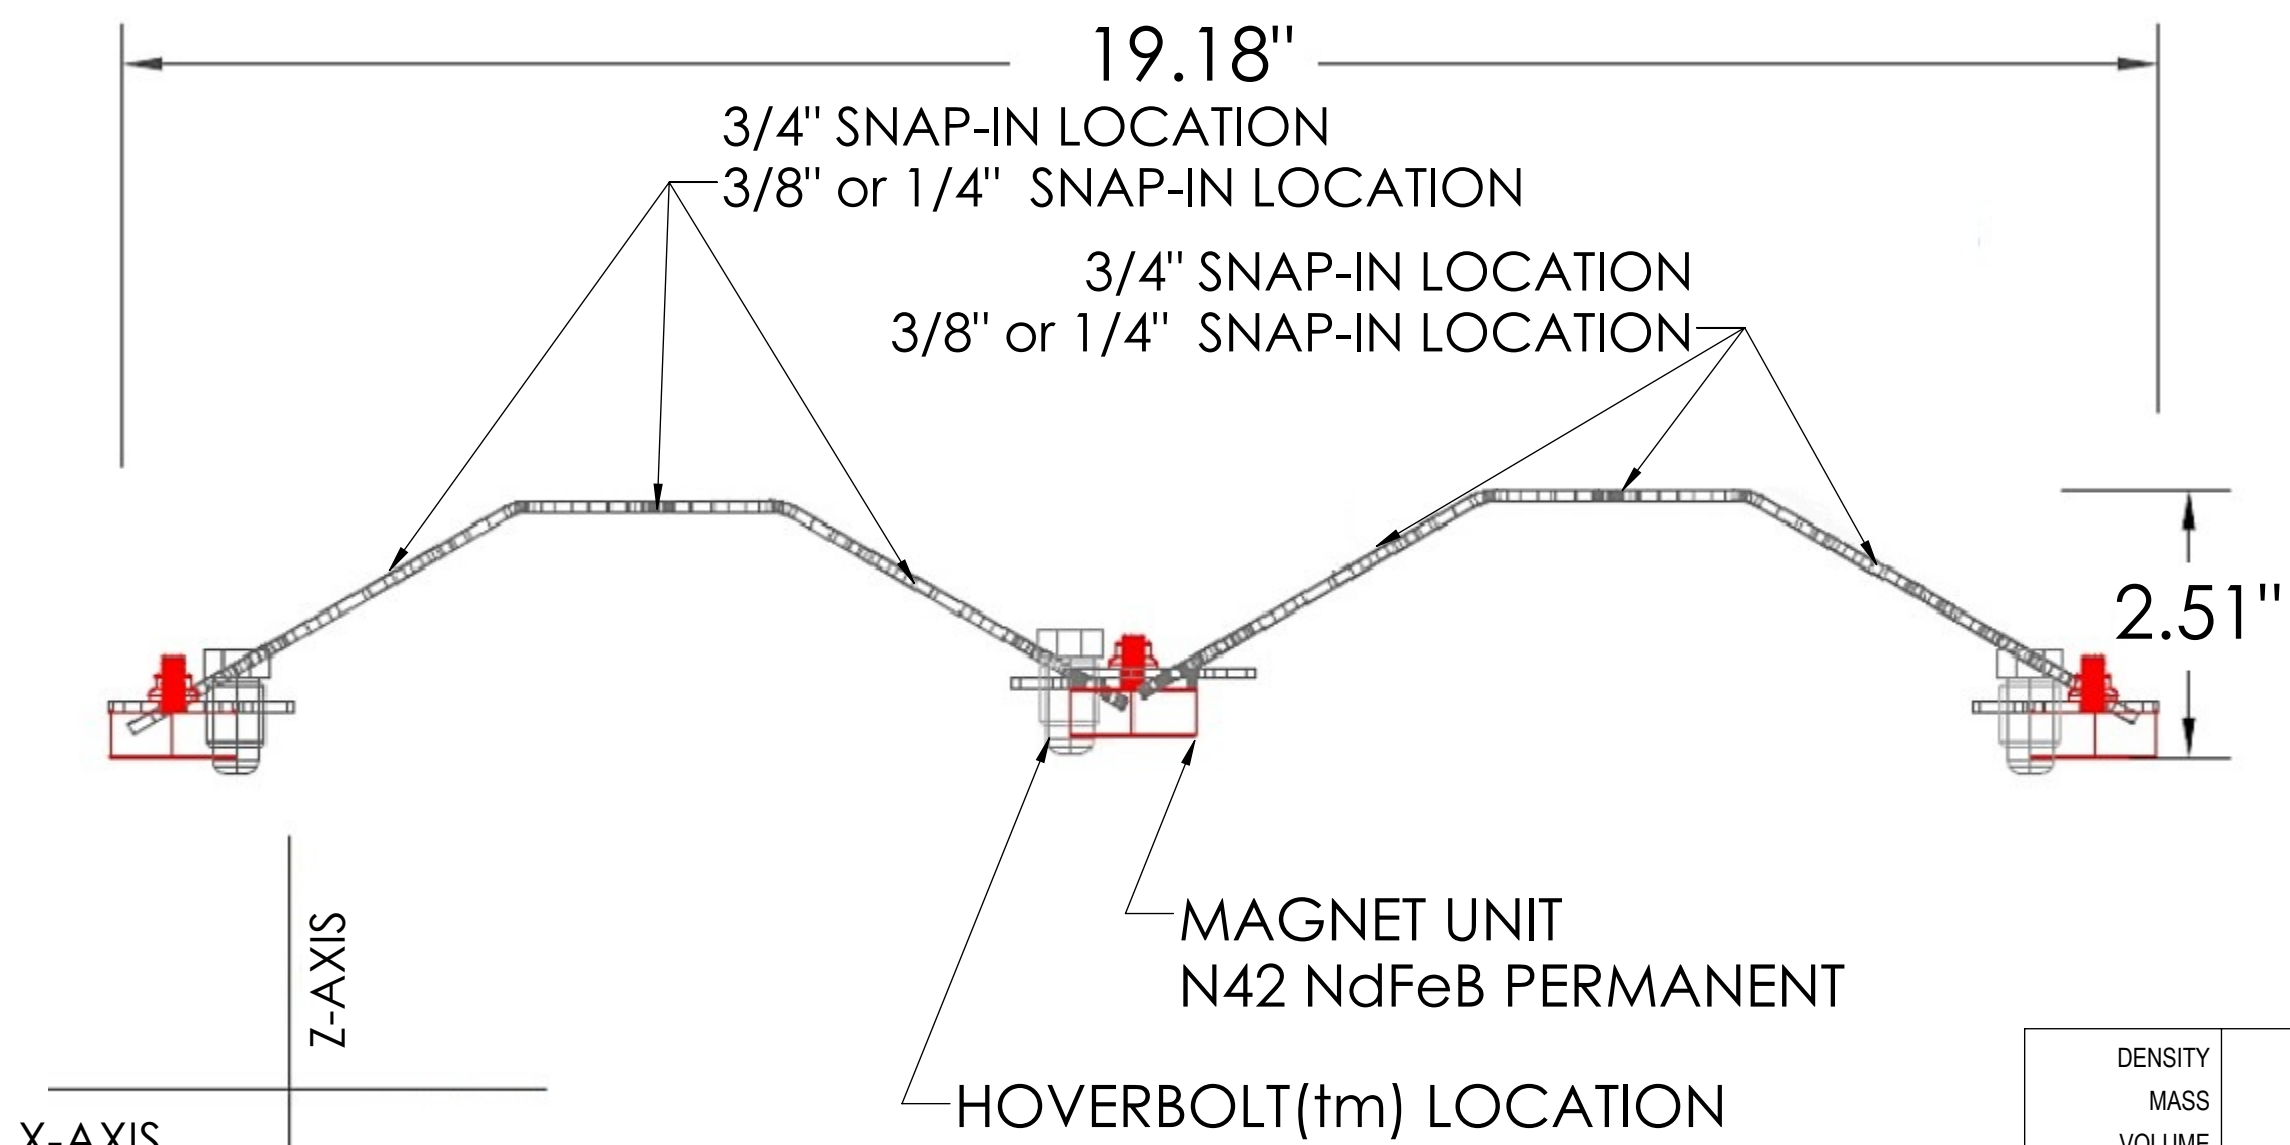 19.18"
3/4" SNAP-IN LOCATION
3/8" or 1/4" SNAP-IN LOCATION
3/4" SNAP-IN LOCATION
3/8" or 1/4" SNAP-IN LOCATION
2.51"
MAGNET UNIT
N42 NdFeB PERMANENT
HOVERBOLT(tm) LOCATION
Z-AXIS
X-AXIS
DENSITY
MASS
VOLUME